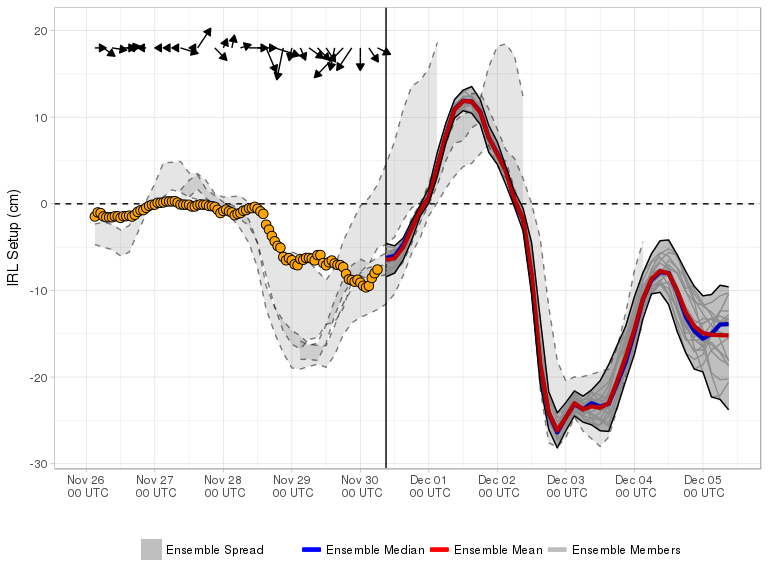 IRL Setup (cm)
20
10
0
-10
-20
-30
Nov 26 Nov 27 Nov 28 Nov 29 Nov 30 Dec 01 Dec 02 Dec 03 Dec 04 Dec 05
00 UTC 00 UTC 00 UTC 00 UTC 00 UTC 00 UTC 00 UTC 00 UTC 00 UTC 00 UTC
Ensemble Spread Ensemble Median Ensemble Mean Ensemble Members